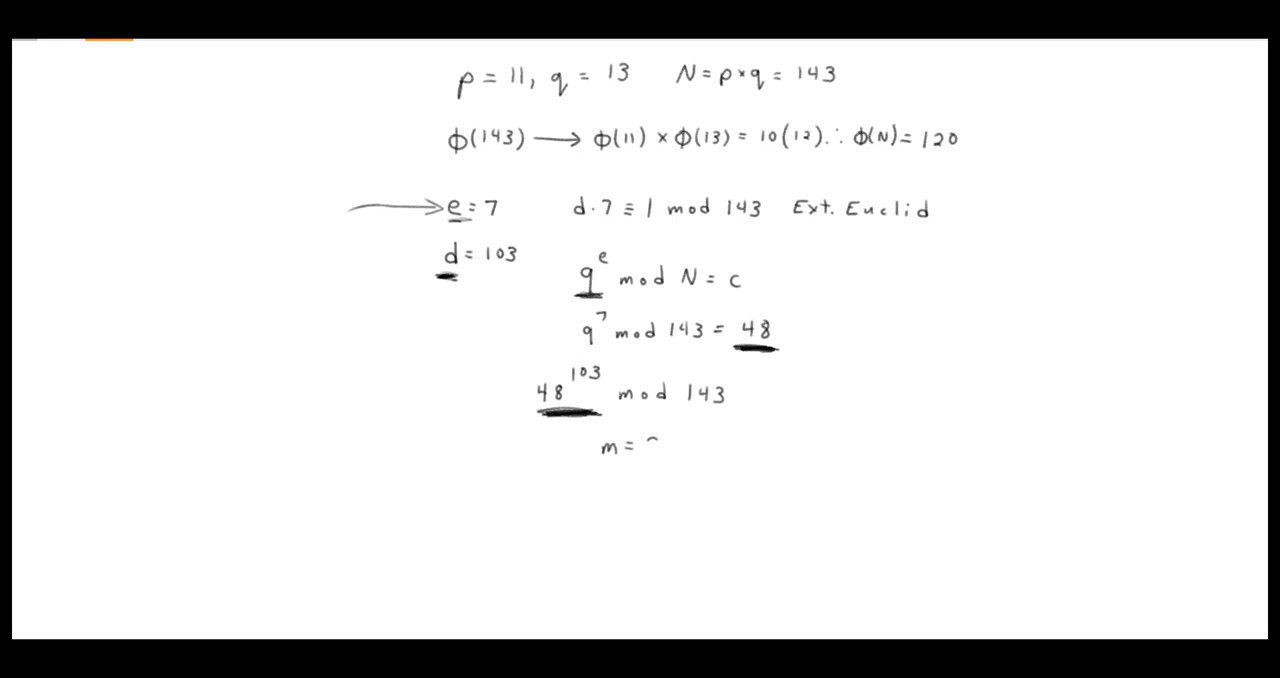 p = 11, q = 13 N = p × q = 143
ϕ(143) ⟶ ϕ(11) × ϕ(13) = 10(12). ∴ ϕ(N) = 120
⟶ e = 7 d · 7 ≡ 1 mod 143 Ext. Euclid
d = 103
9^e mod N = c
9^7 mod 143 = 48
48^103 mod 143
m =